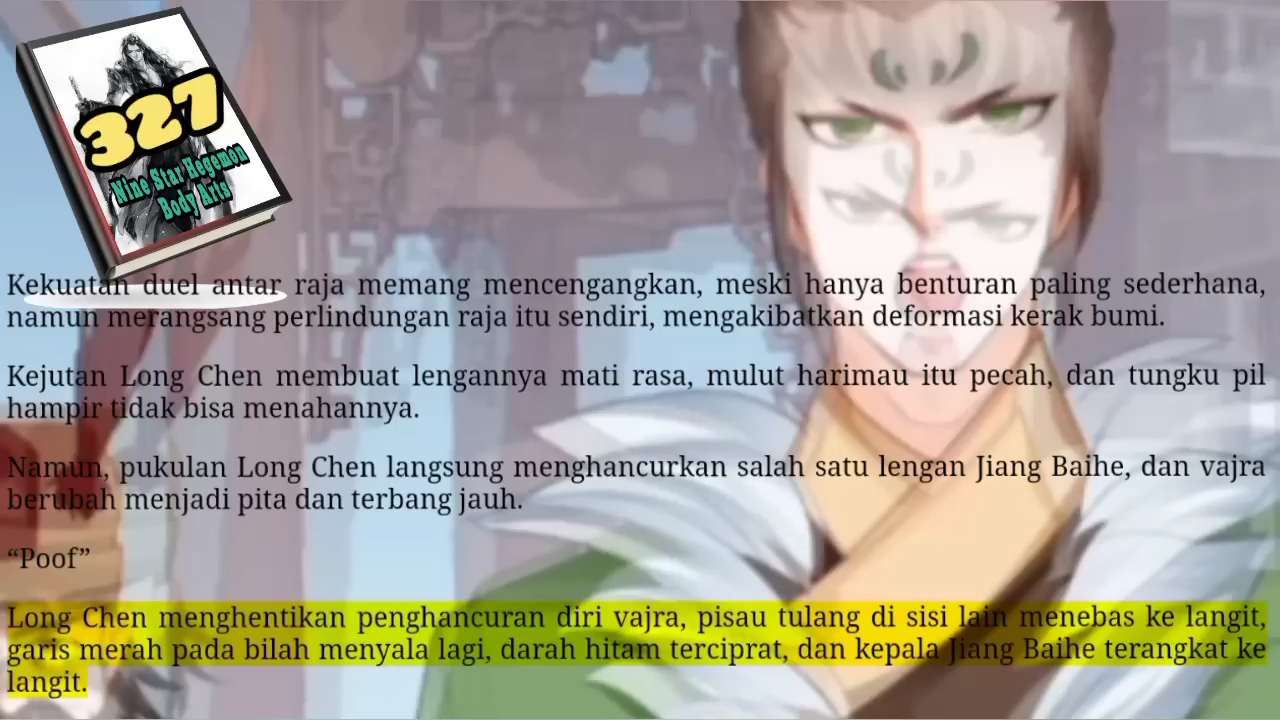 327
Nine Star Hegemon
Body Arts
Kekuatan duel antar raja memang mencengangkan, meski hanya benturan paling sederhana,
namun merangsang perlindungan raja itu sendiri, mengakibatkan deformasi kerak bumi.
Kejutan Long Chen membuat lengannya mati rasa, mulut harimau itu pecah, dan tungku pil
hampir tidak bisa menahannya.
Namun, pukulan Long Chen langsung menghancurkan salah satu lengan Jiang Baihe, dan vajra
berubah menjadi pita dan terbang jauh.
“Poof”
Long Chen menghentikan penghancuran diri vajra, pisau tulang di sisi lain menebas ke langit,
garis merah pada bilah menyala lagi, darah hitam terciprat, dan kepala Jiang Baihe terangkat ke
langit.